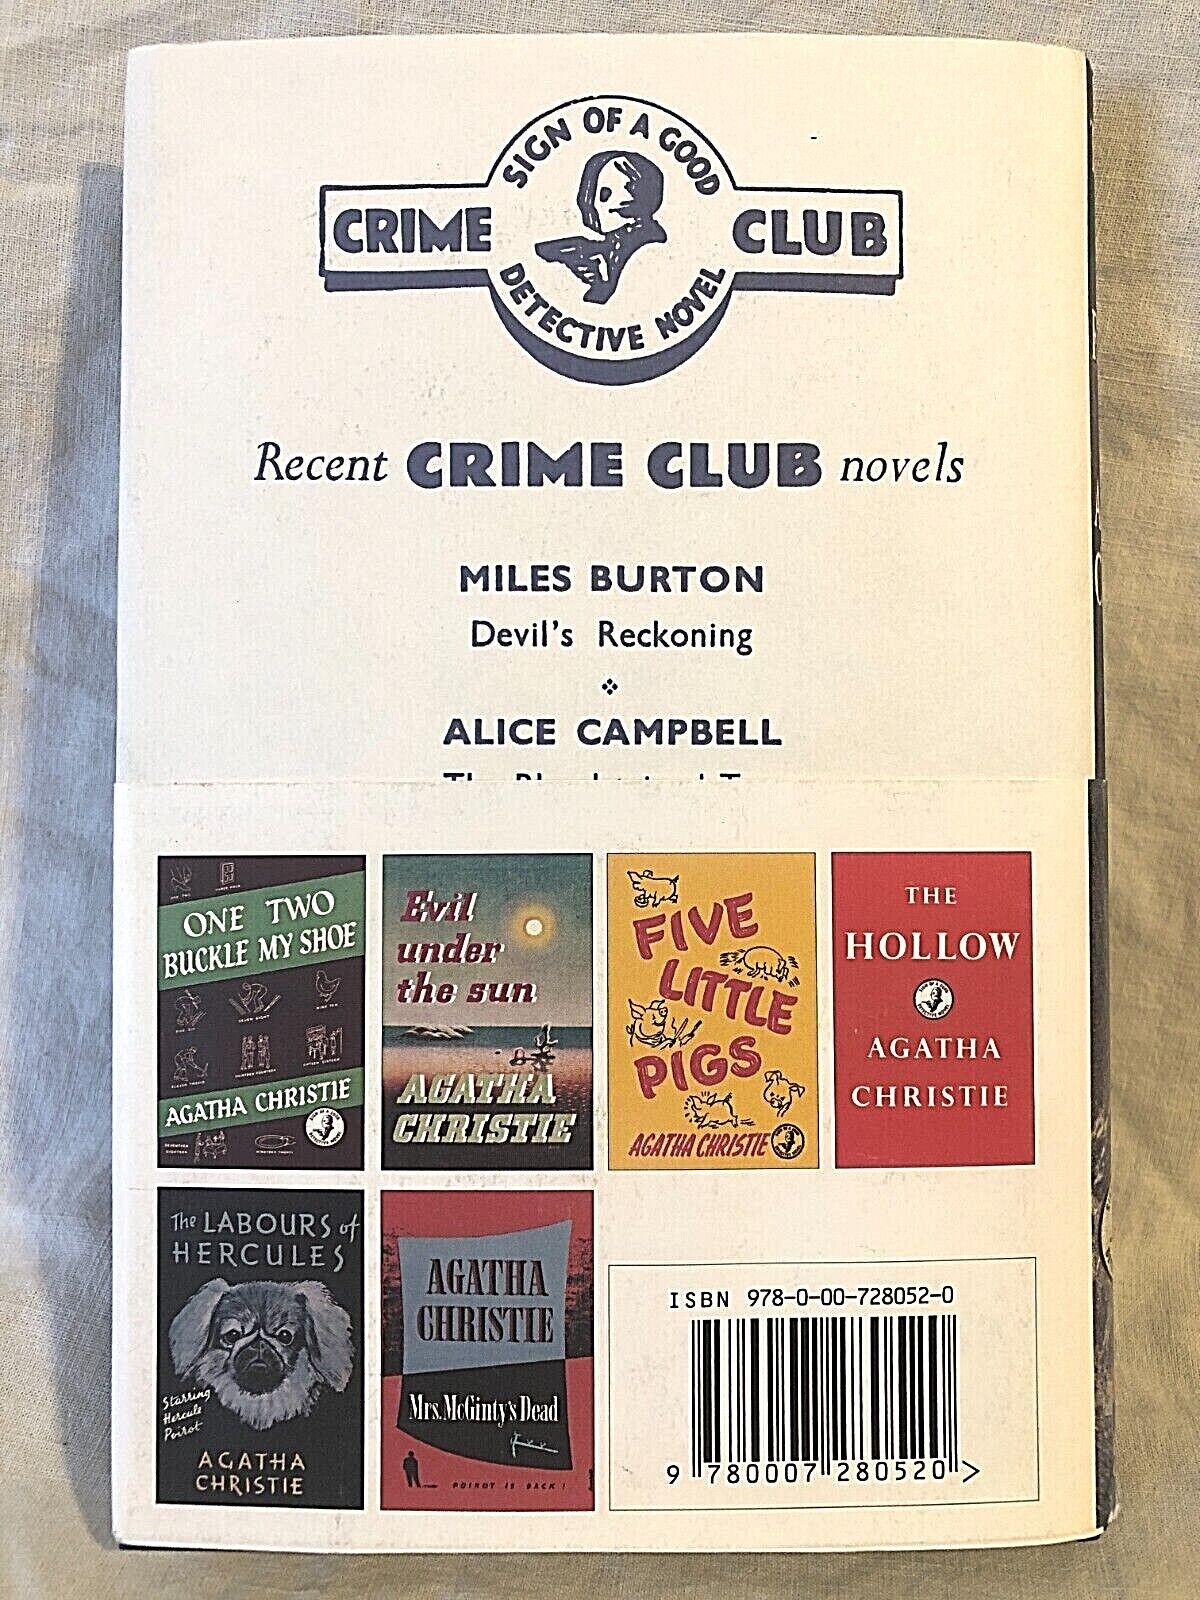 SIGN OF A GOOD
CRIME CLUB
DETECTIVE NOVEL
Recent CRIME CLUB novels
MILES BURTON
Devil's Reckoning
ALICE CAMPBELL
ONE TWO
BUCKLE MY SHOE
AGATHA CHRISTIE
Evil
under
the sun
AGATHA
CHRISTIE
FIVE
LITTLE
PIGS
AGATHA CHRISTIE
THE
HOLLOW
AGATHA
CHRISTIE
The LABOURS of
HERCULES
Starring
Hercule
Poirot
AGATHA
CHRISTIE
AGATHA
CHRISTIE
Mrs. McGinty's Dead
POIROT IS BACK!
ISBN 978-0-00-728052-0
9 780007 280520 >